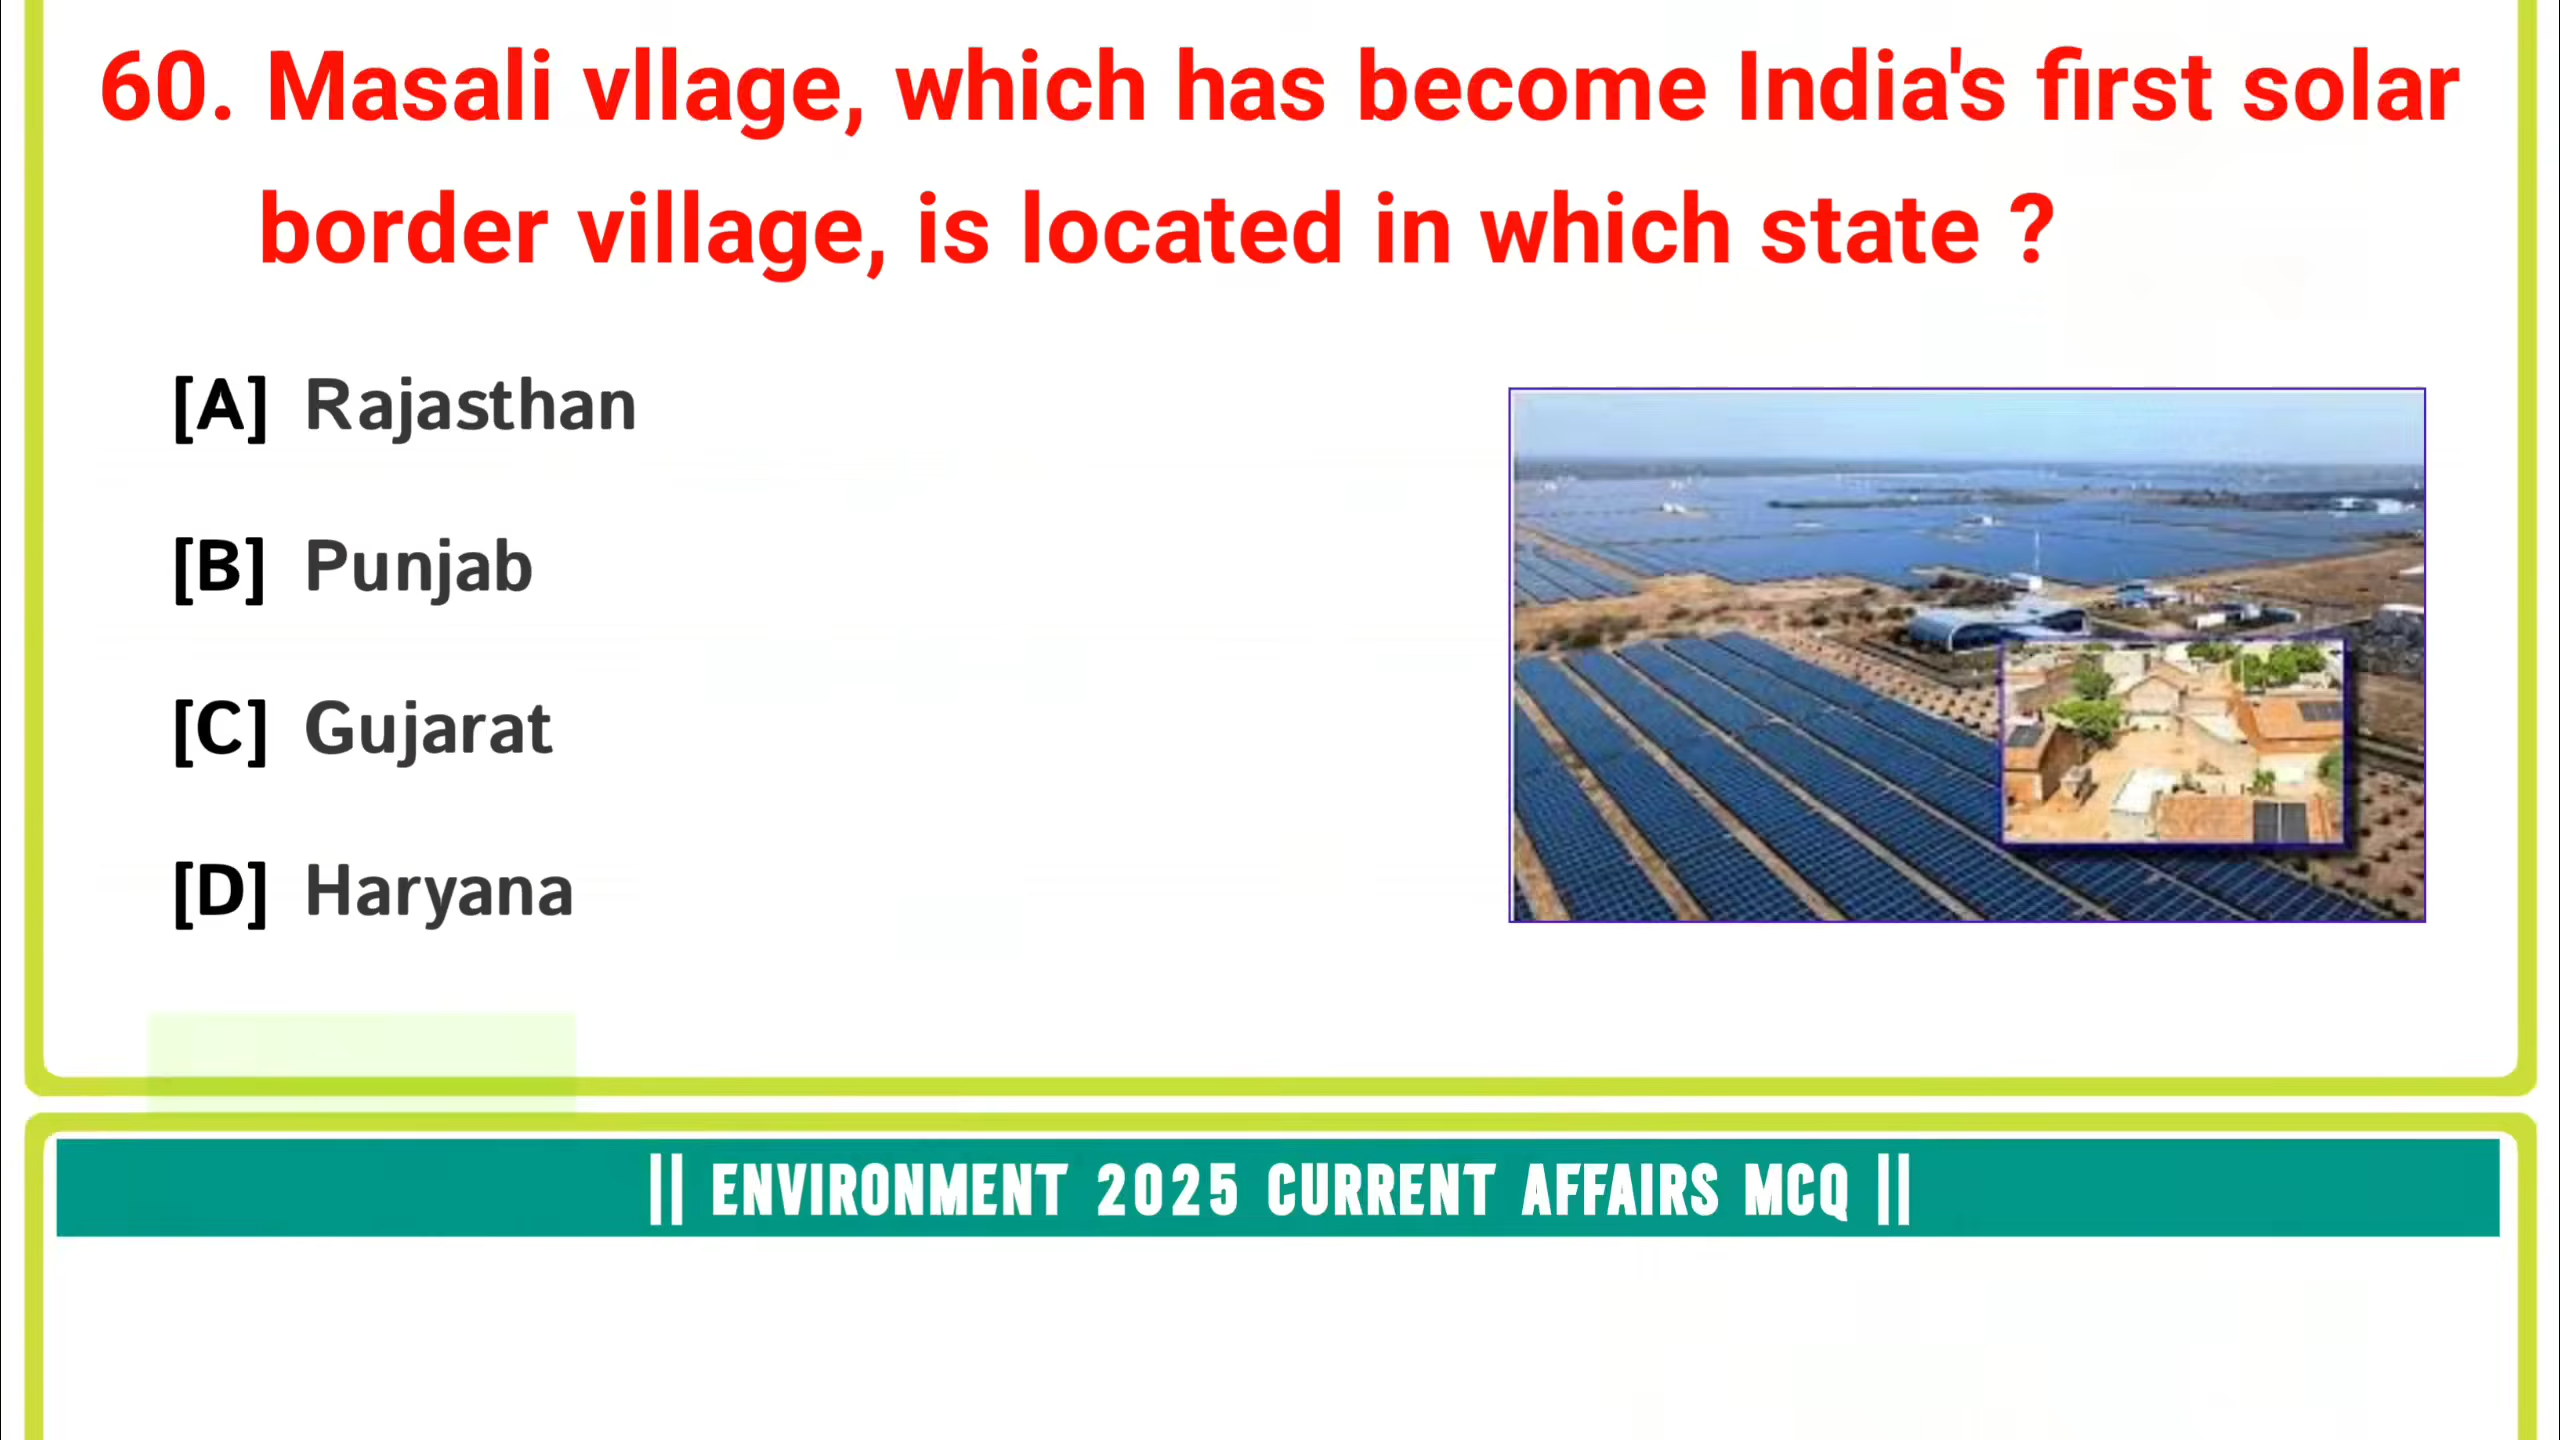 60. Masali vllage, which has become India's first solar
border village, is located in which state ?
[A] Rajasthan
[B] Punjab
[C] Gujarat
[D] Haryana
|| ENVIRONMENT 2025 CURRENT AFFAIRS MCQ ||